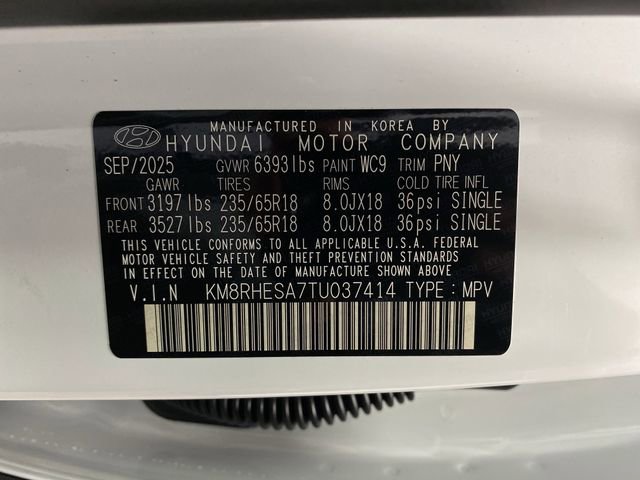 MANUFACTURED IN KOREA BY
HYUNDAI MOTOR COMPANY
SEP/2025 GVWR 6393lbs PAINT WC9 TRIM PNY
GAWR TIRES RIMS COLD TIRE INFL
FRONT 3197lbs 235/65R18 8.0JX18 36psi SINGLE
REAR 3527lbs 235/65R18 8.0JX18 36psi SINGLE
THIS VEHICLE CONFORMS TO ALL APPLICABLE U.S.A. FEDERAL
MOTOR VEHICLE SAFETY, BUMPER, AND THEFT PREVENTION STANDARDS
IN EFFECT ON THE DATE OF MANUFACTURE SHOWN ABOVE.
V.I.N KM8RHESA7TU037414 TYPE : MPV